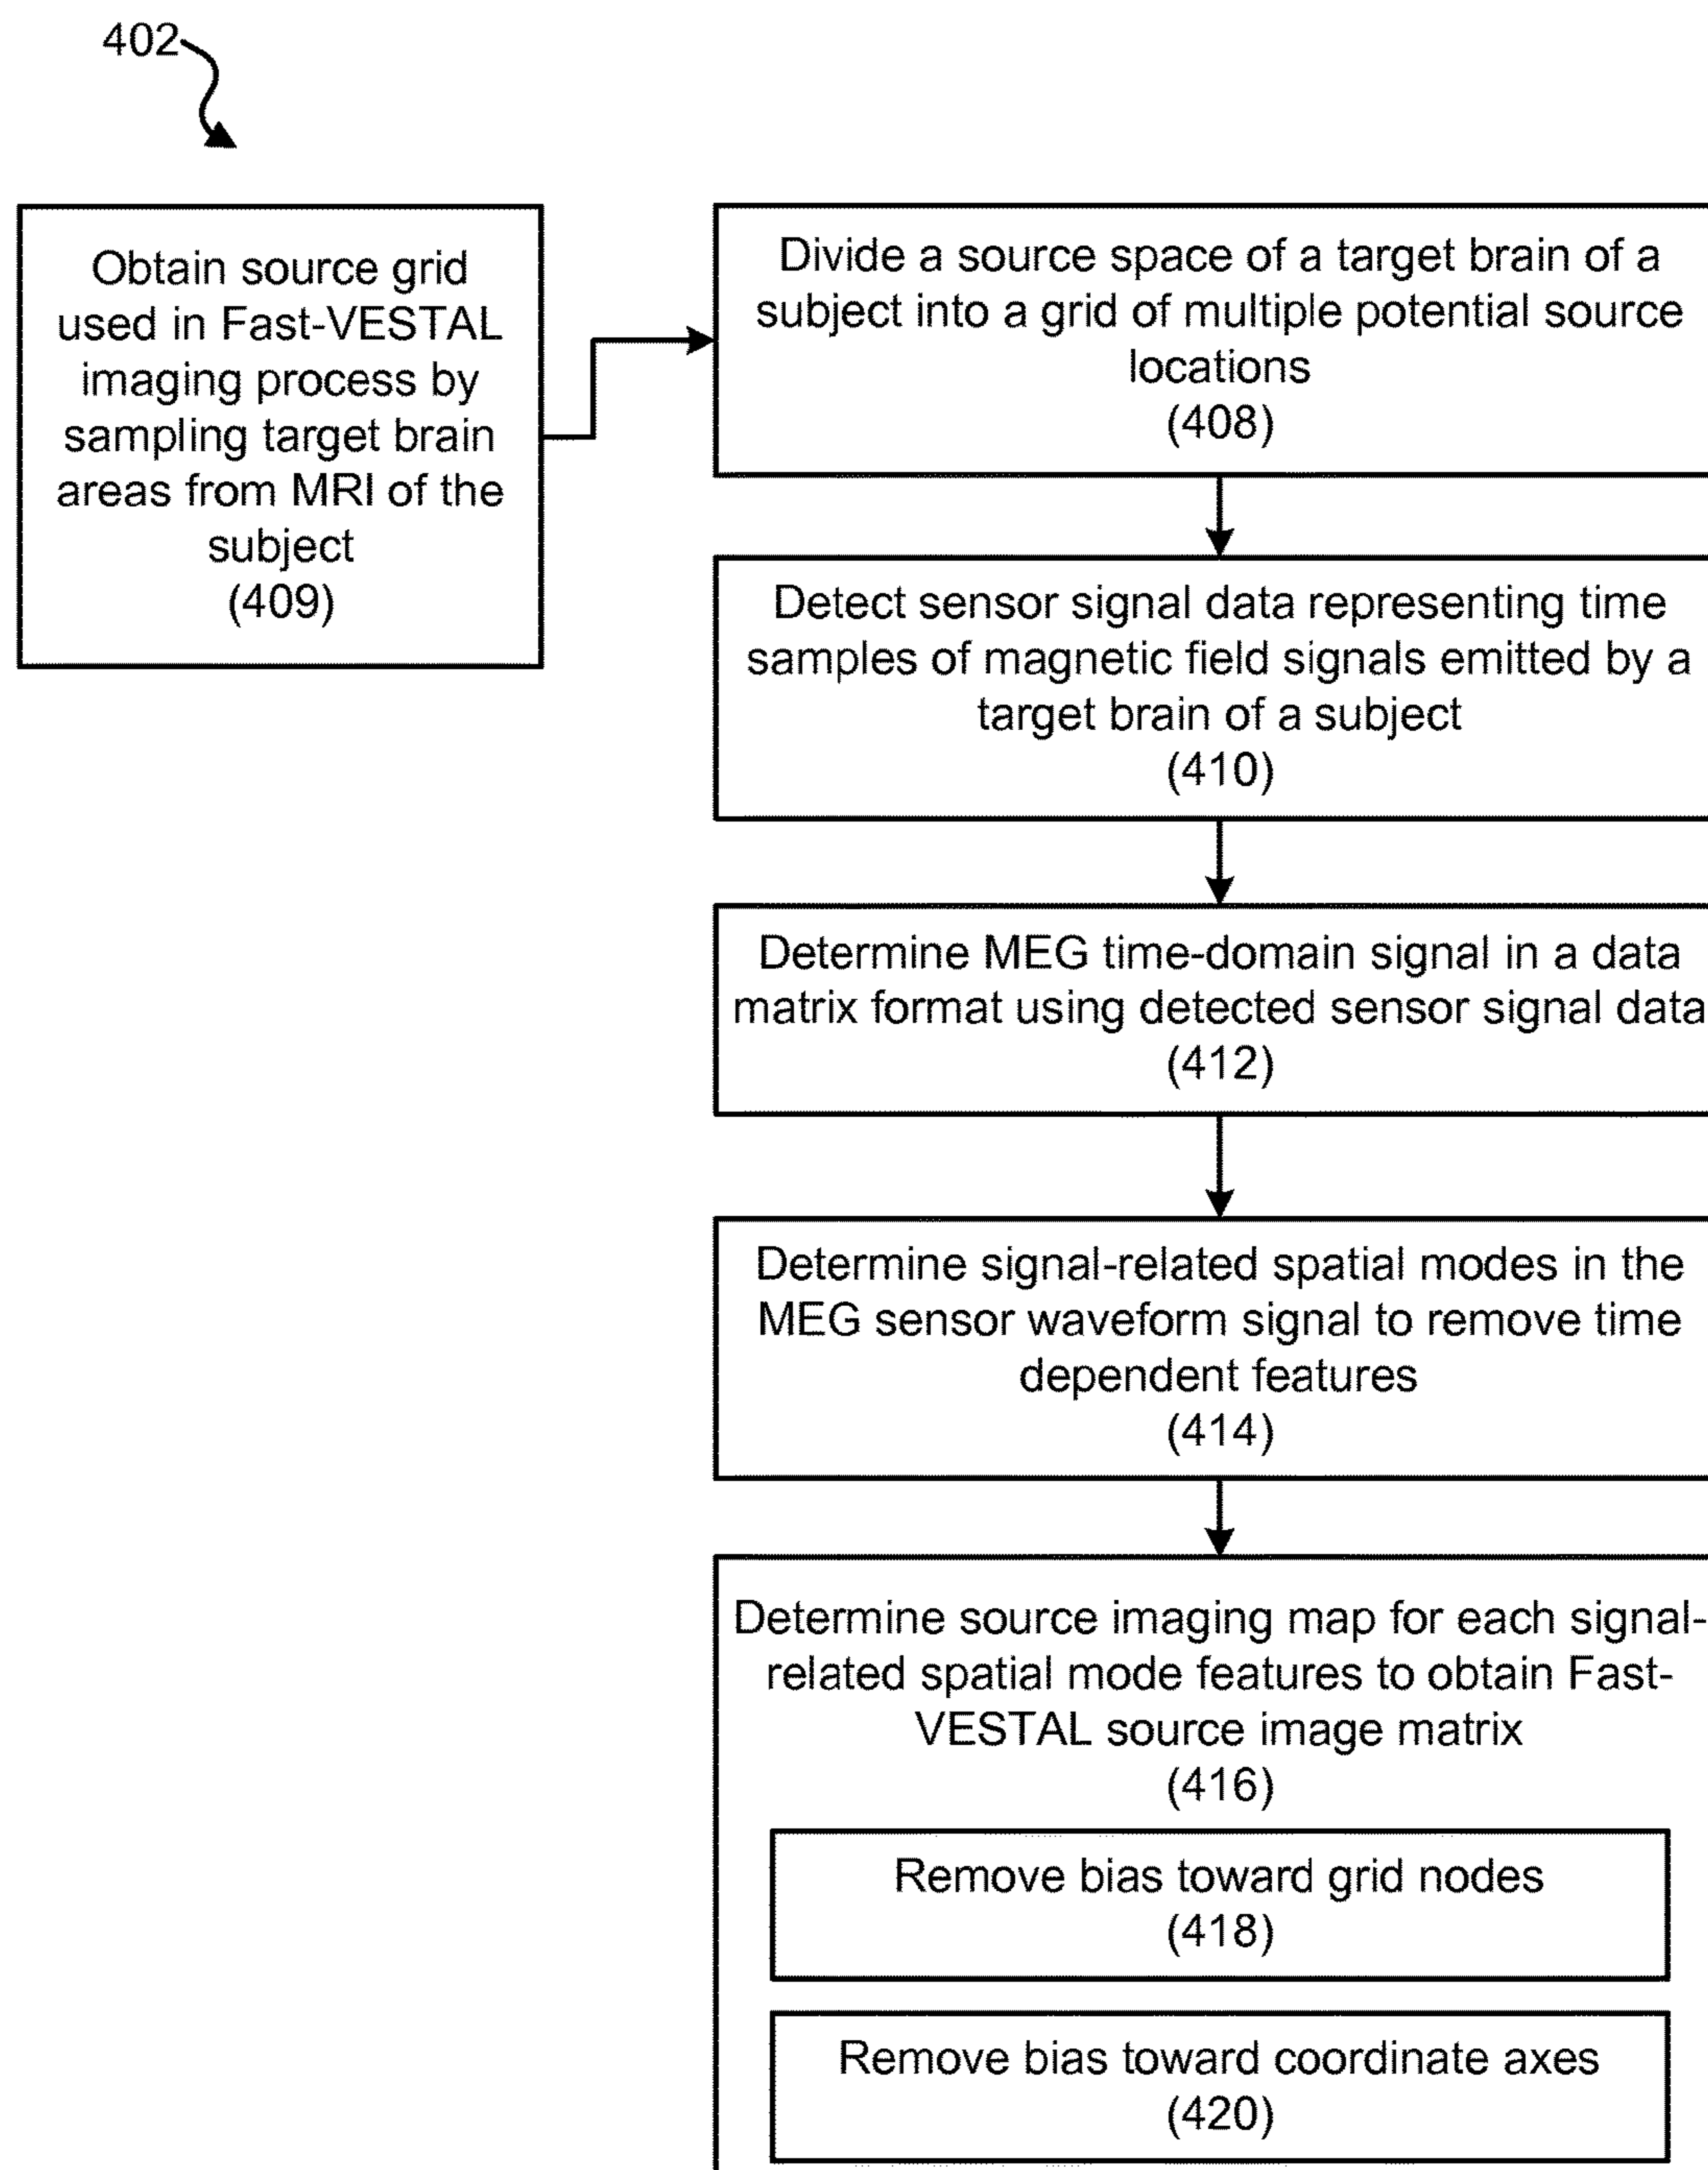 402
Obtain source grid
used in Fast-VESTAL
imaging process by
sampling target brain
areas from MRI of the
subject
(409)
Divide a source space of a target brain of a
subject into a grid of multiple potential source
locations
(408)
Detect sensor signal data representing time
samples of magnetic field signals emitted by a
target brain of a subject
(410)
Determine MEG time-domain signal in a data
matrix format using detected sensor signal data
(412)
Determine signal-related spatial modes in the
MEG sensor waveform signal to remove time
dependent features
(414)
Determine source imaging map for each signal-
related spatial mode features to obtain Fast-
VESTAL source image matrix
(416)
Remove bias toward grid nodes
(418)
Remove bias toward coordinate axes
(420)